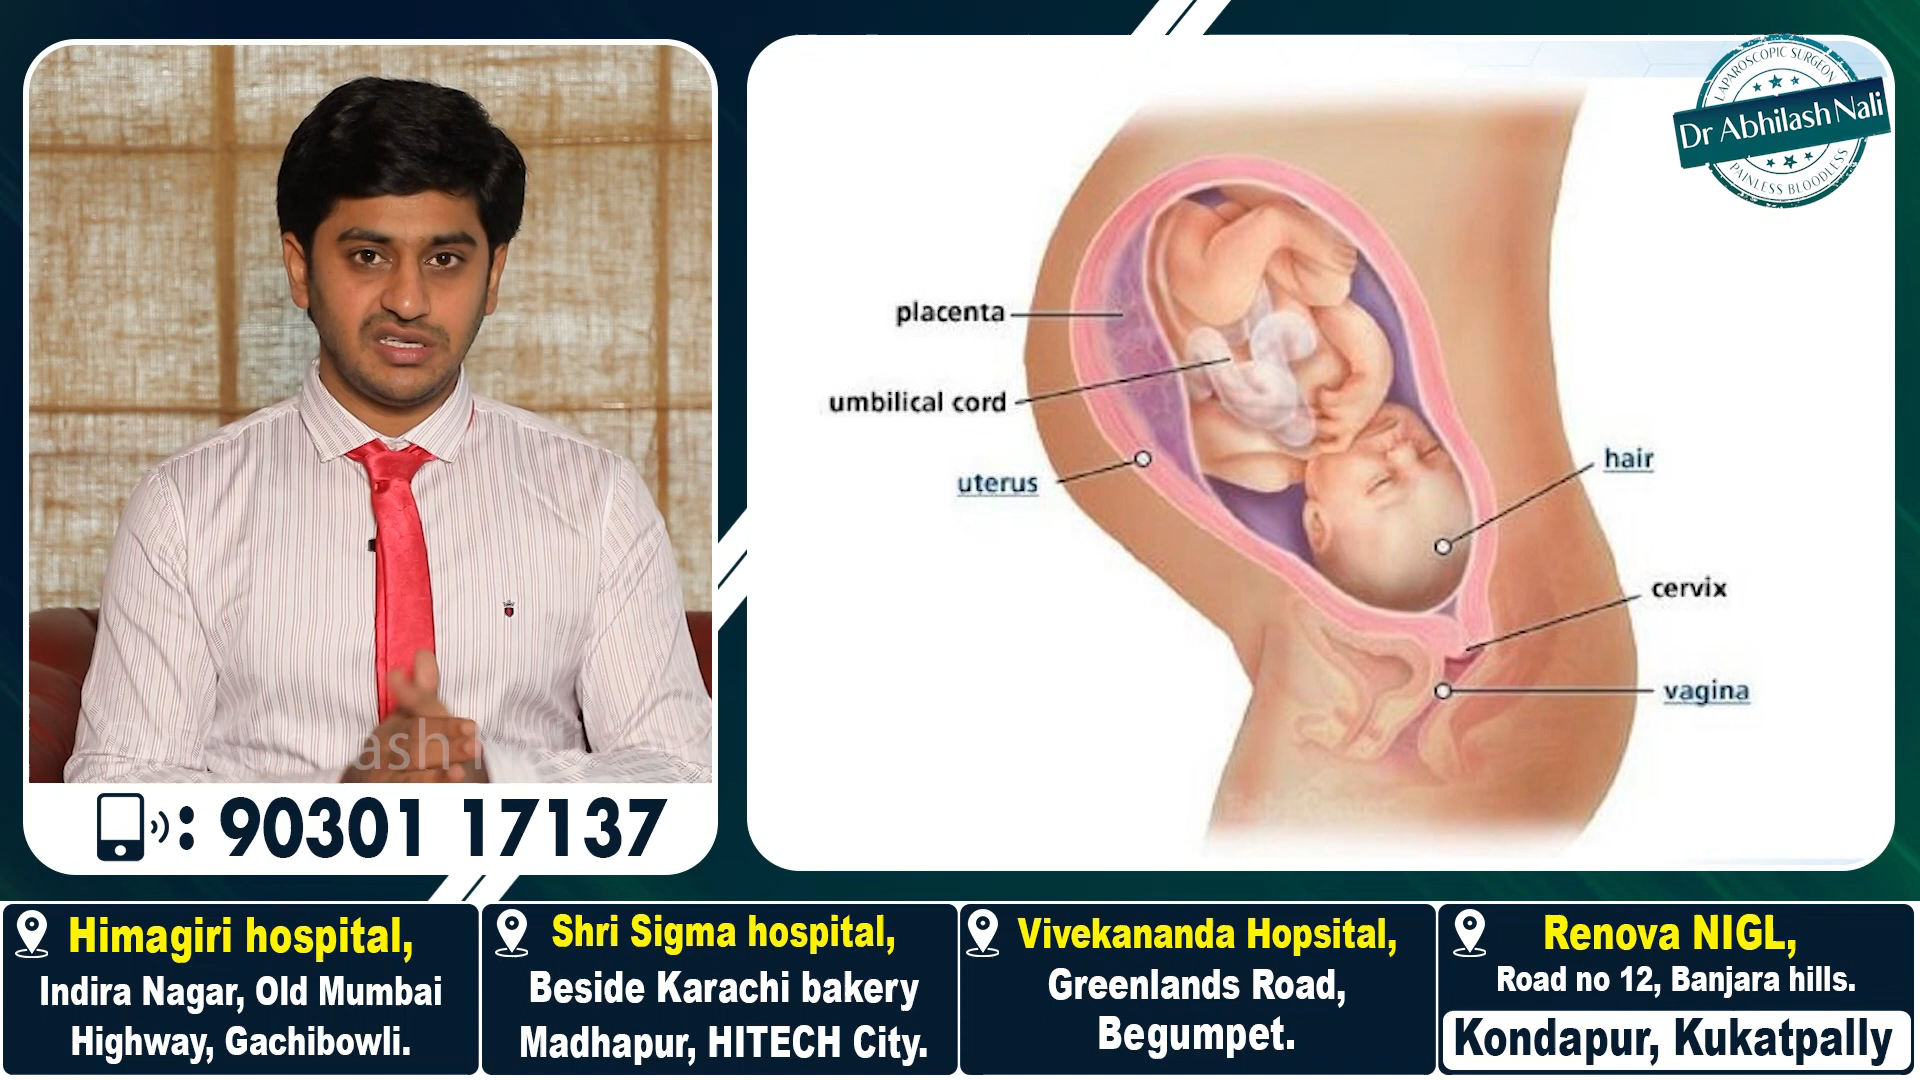 LAPAROSCOPIC SURGEON
Dr Abhilash Nali
PAINLESS BLOODLESS
placenta
umbilical cord
uterus
hair
cervix
vagina
: 90301 17137
Himagiri hospital,
Indira Nagar, Old Mumbai
Highway, Gachibowli.
Shri Sigma hospital,
Beside Karachi bakery
Madhapur, HITECH City.
Vivekananda Hopsital,
Greenlands Road,
Begumpet.
Renova NIGL,
Road no 12, Banjara hills.
Kondapur, Kukatpally